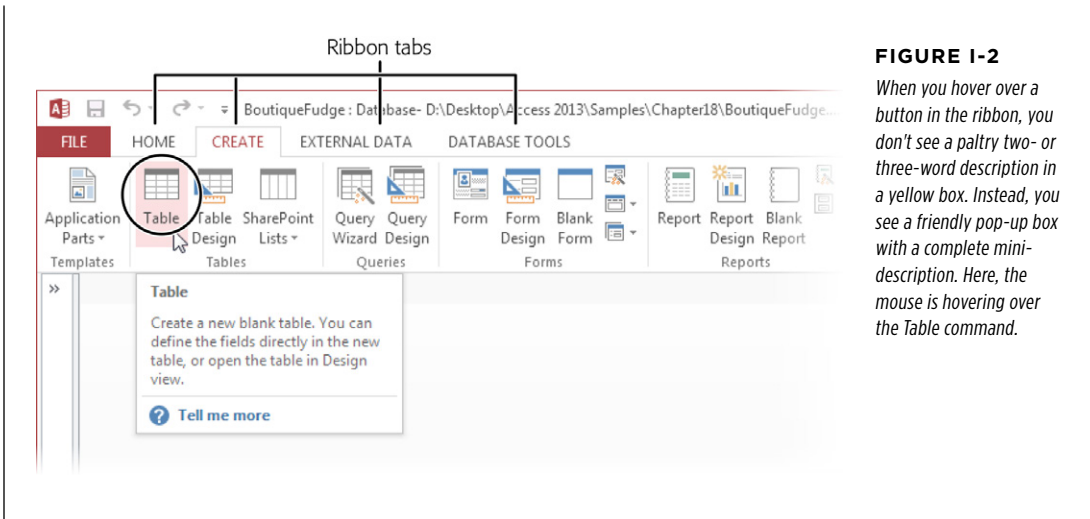 Ribbon tabs
BoutiqueFudge : Database- D:\Desktop\Access 2013\Samples\Chapter18\BoutiqueFudge...
FILE HOME CREATE EXTERNAL DATA DATABASE TOOLS
Application Table Table SharePoint Query Query Form Form Blank Report Report Blank
Parts Design Lists Wizard Design Design Form Design Report
Templates Tables Queries Forms Reports
»
Table
Create a new blank table. You can
define the fields directly in the new
table, or open the table in Design
view.
? Tell me more
FIGURE I-2
When you hover over a
button in the ribbon, you
don't see a paltry two- or
three-word description in
a yellow box. Instead, you
see a friendly pop-up box
with a complete mini-
description. Here, the
mouse is hovering over
the Table command.